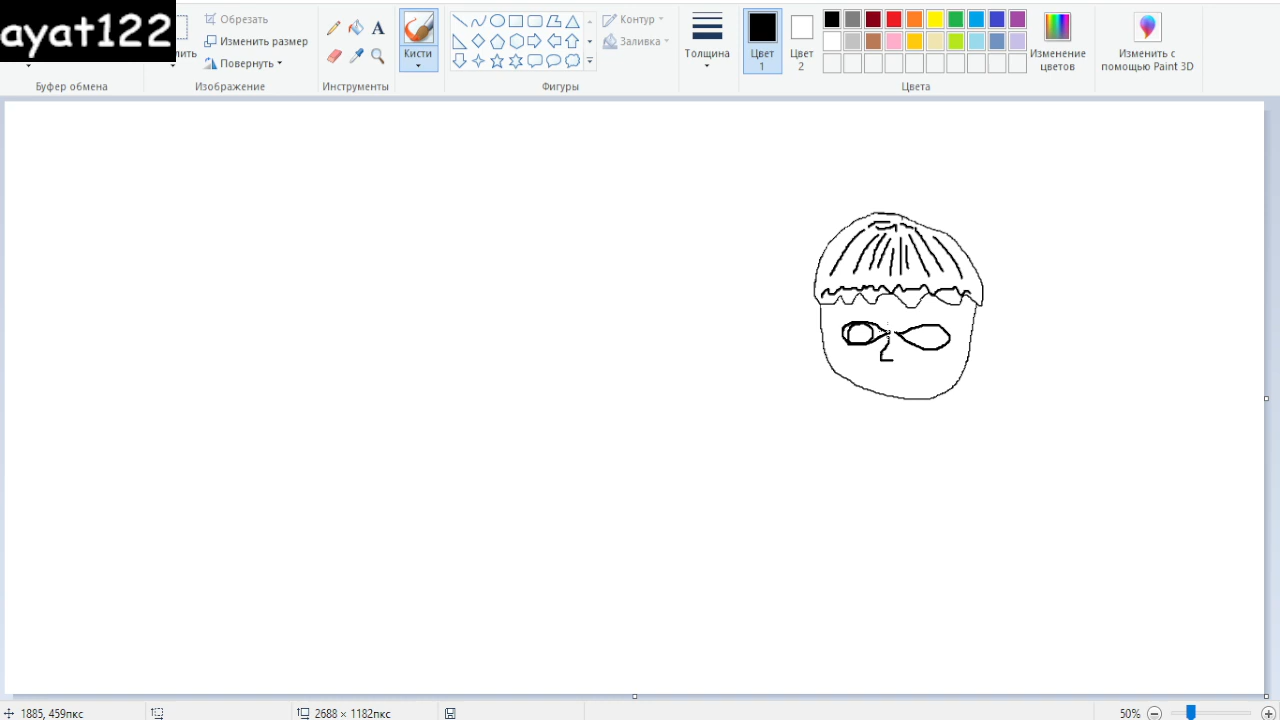 ayat122
Вырезать
Обрезать
Изменить размер
Повернуть
Кисти
Контур
Заливка
Толщина
Цвет
1
Цвет
2
Изменение
цветов
Изменить с
помощью Paint 3D
Буфер обмена
Изображение
Инструменты
Фигуры
Цвета
1885, 459пкс
2688 × 1182пкс
50%